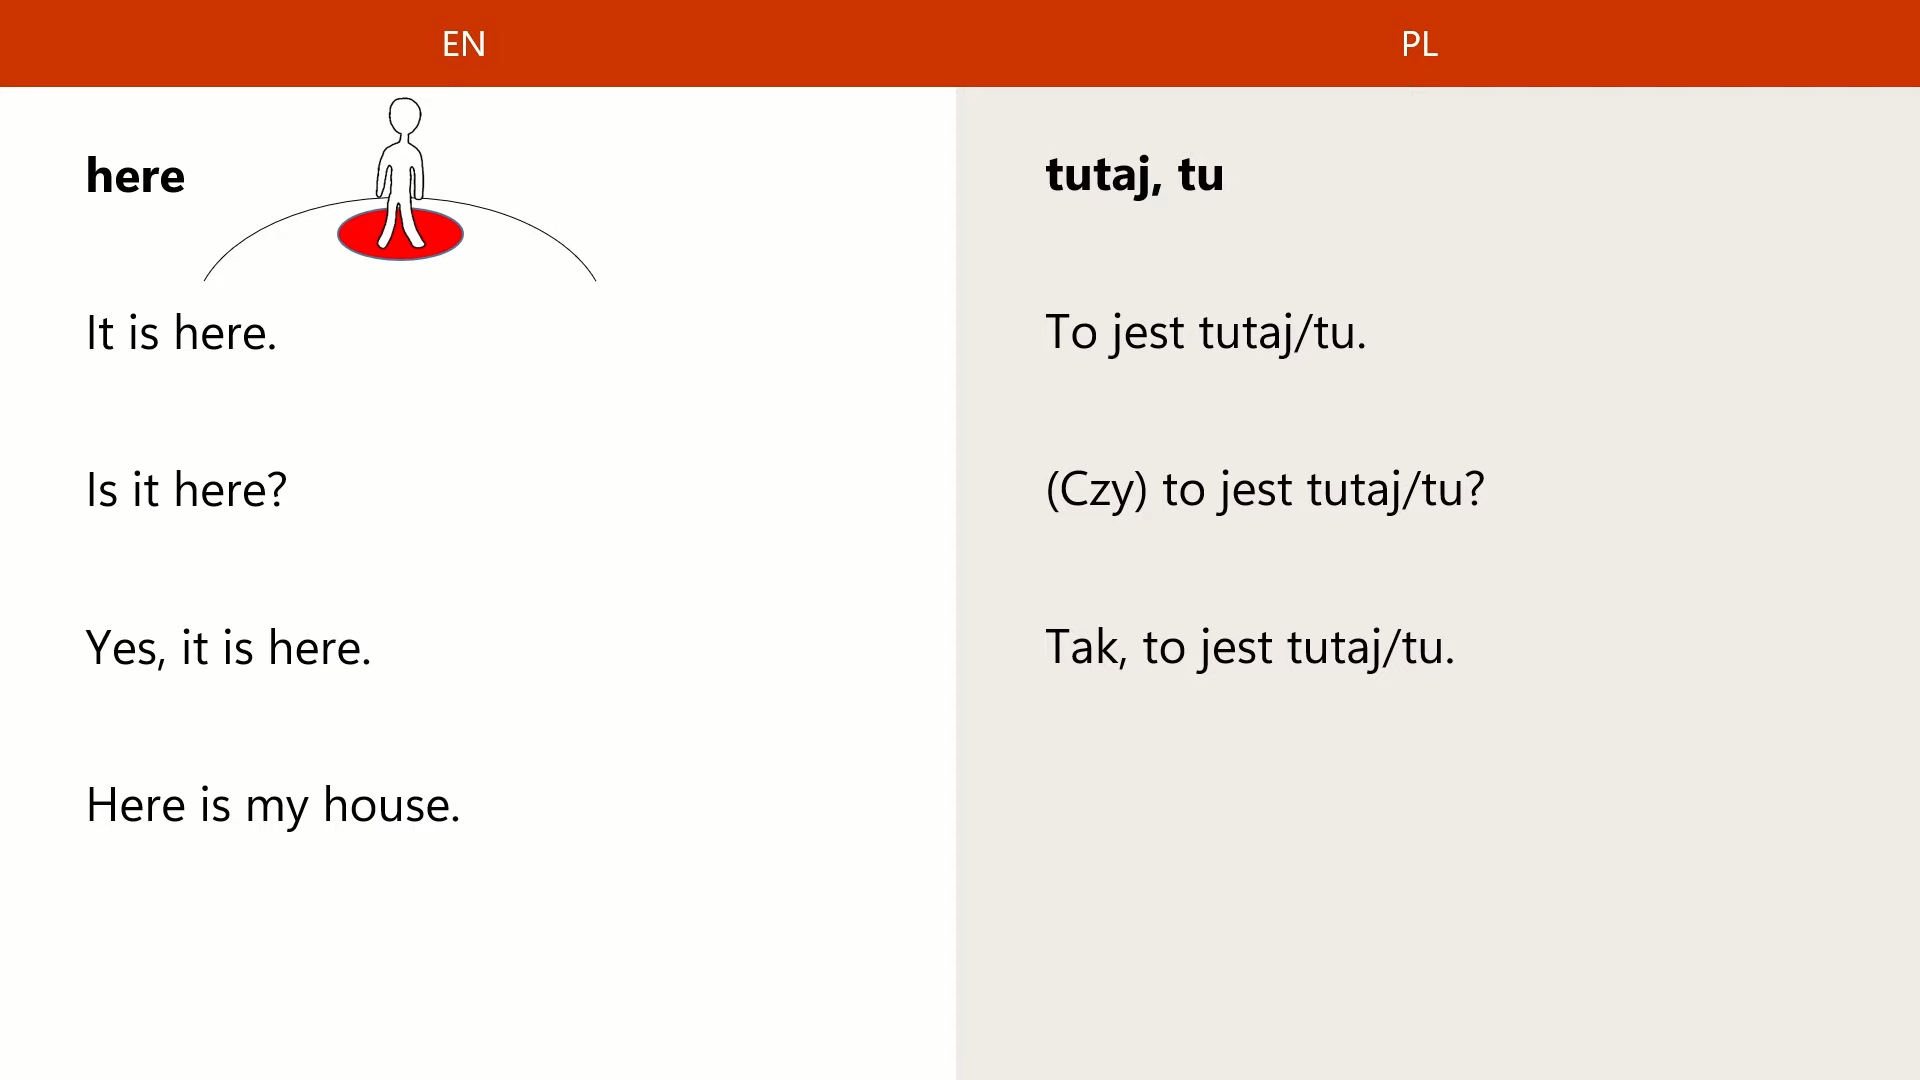 EN
PL
here
tutaj, tu
It is here.
To jest tutaj/tu.
Is it here?
(Czy) to jest tutaj/tu?
Yes, it is here.
Tak, to jest tutaj/tu.
Here is my house.